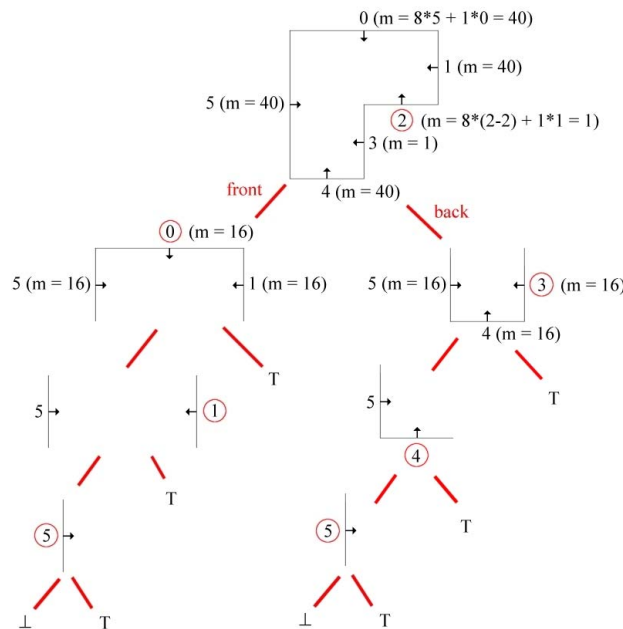 0 (m = 8*5 + 1*0 = 40)
1 (m = 40)
5 (m = 40)
2 (m = 8*(2-2) + 1*1 = 1)
3 (m = 1)
4 (m = 40)
front
back
0 (m = 16)
5 (m = 16)
1 (m = 16)
5 (m = 16)
3 (m = 16)
4 (m = 16)
T
T
5
1
5
4
T
T
5
5
⊥
T
⊥
T